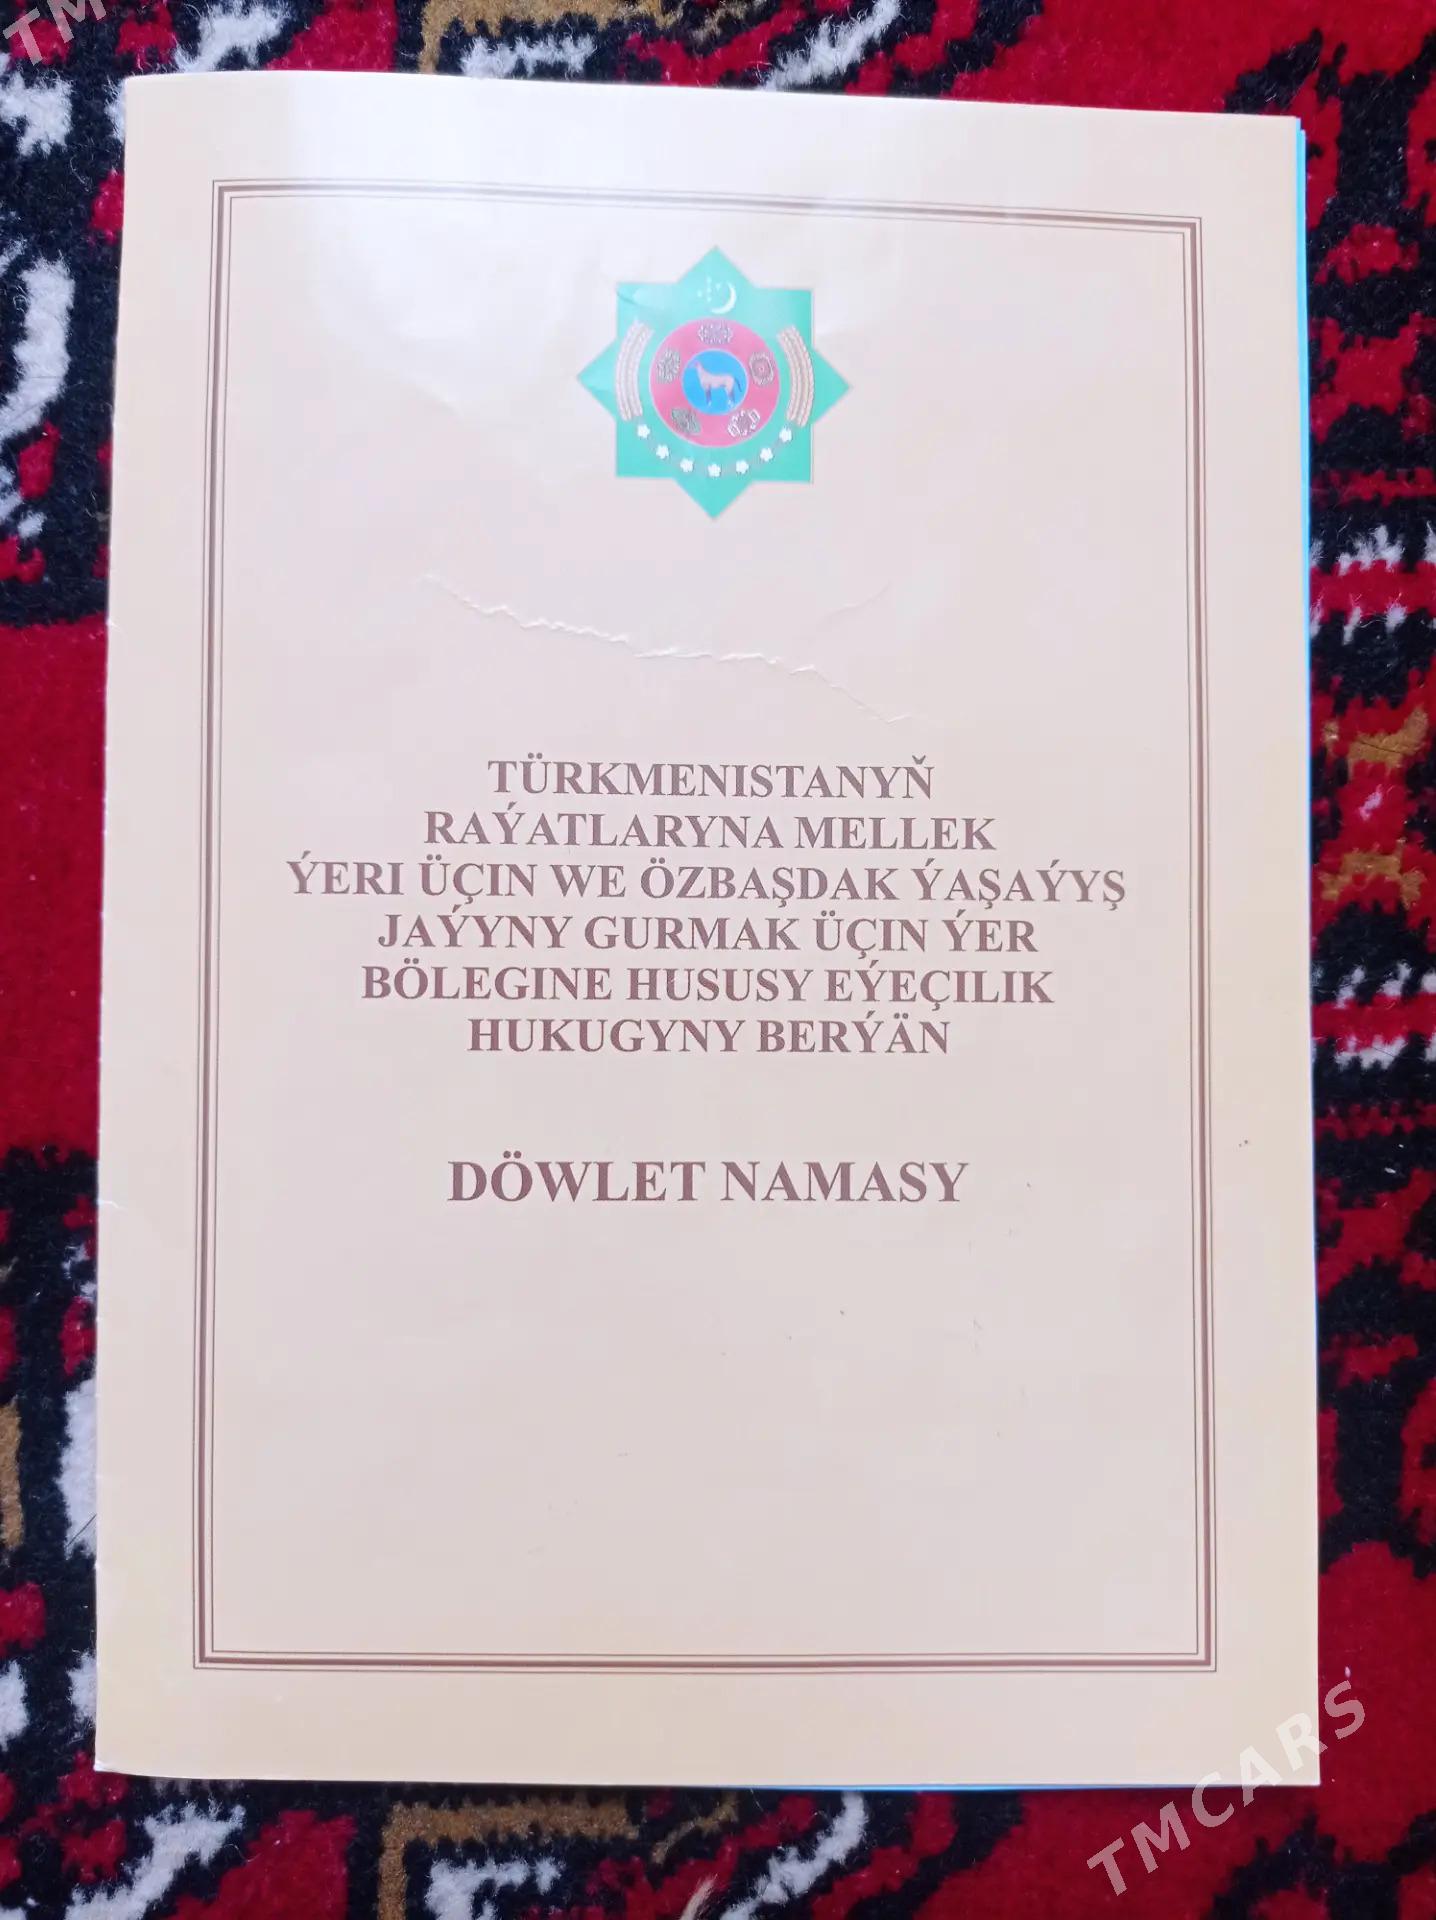 TM
TÜRKMENISTANYŇ
RAÝATLARYNA MELLEK
ÝERI ÜÇIN WE ÖZBAŞDAK ÝAŞAÝYŞ
JAÝYNY GURMAK ÜÇIN ÝER
BÖLEGINE HUSUSY EÝEÇILIK
HUKUGYNY BERÝÄN
DÖWLET NAMASY
TMCARS